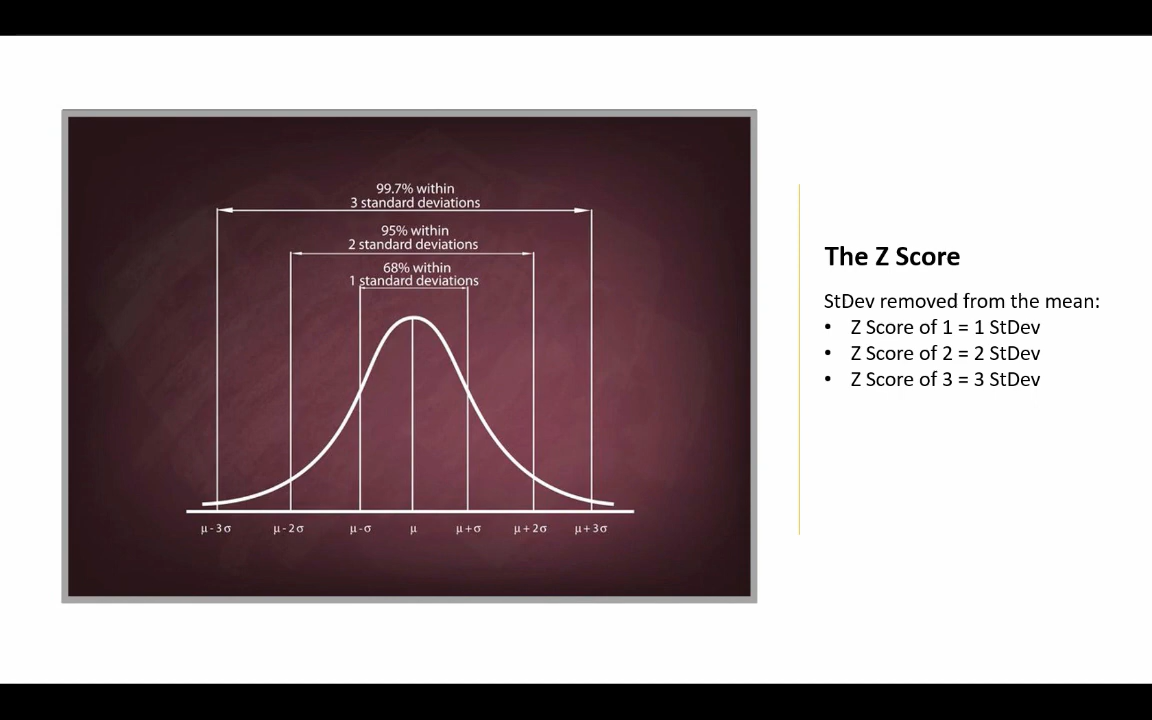 99.7% within
3 standard deviations
95% within
2 standard deviations
68% within
1 standard deviations
μ - 3σ
μ - 2σ
μ - σ
μ
μ + σ
μ + 2σ
μ + 3σ
The Z Score
StDev removed from the mean:
• Z Score of 1 = 1 StDev
• Z Score of 2 = 2 StDev
• Z Score of 3 = 3 StDev